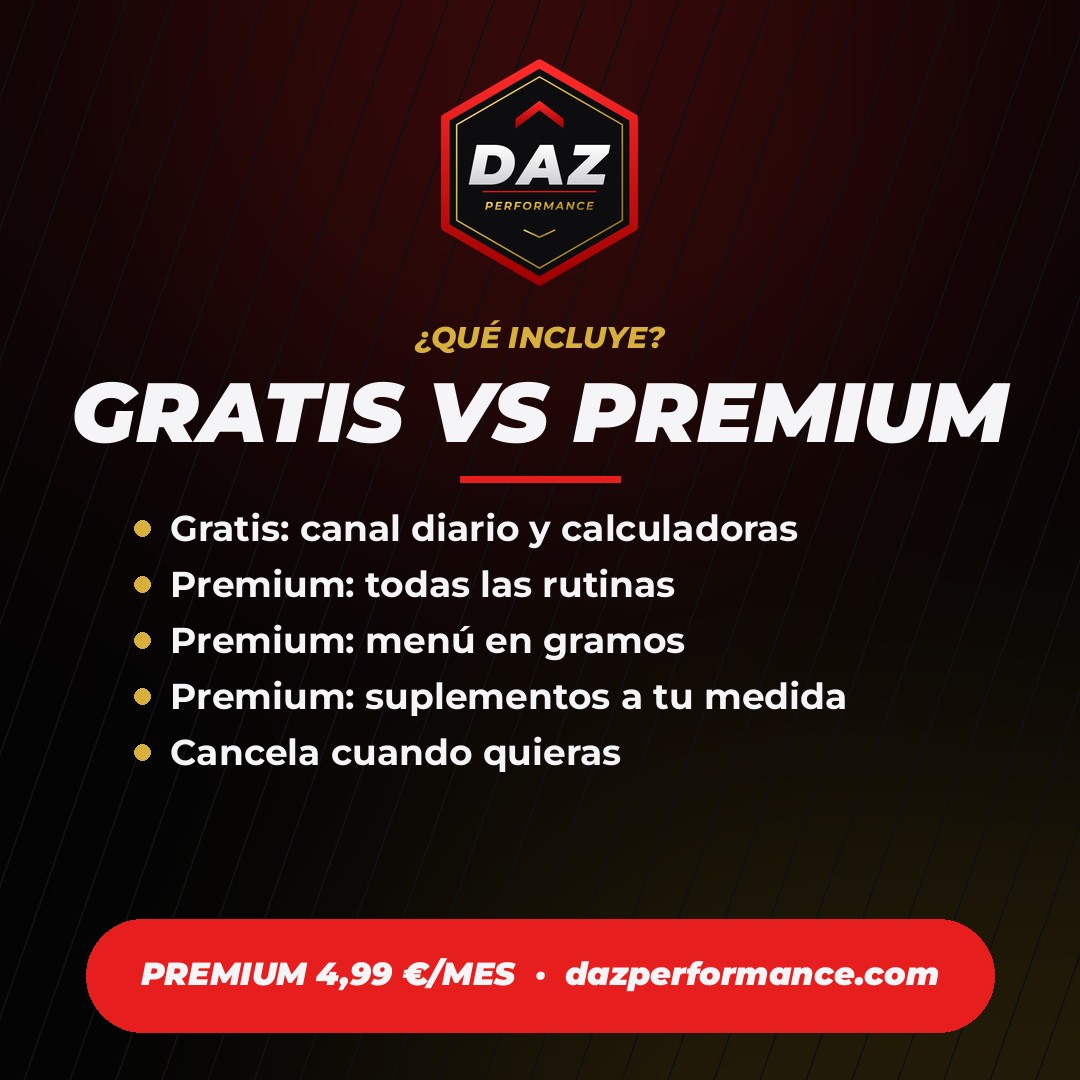 DAZ
PERFORMANCE
¿QUÉ INCLUYE?
GRATIS VS PREMIUM
Gratis: canal diario y calculadoras
Premium: todas las rutinas
Premium: menú en gramos
Premium: suplementos a tu medida
Cancela cuando quieras
PREMIUM 4,99 €/MES • dazperformance.com